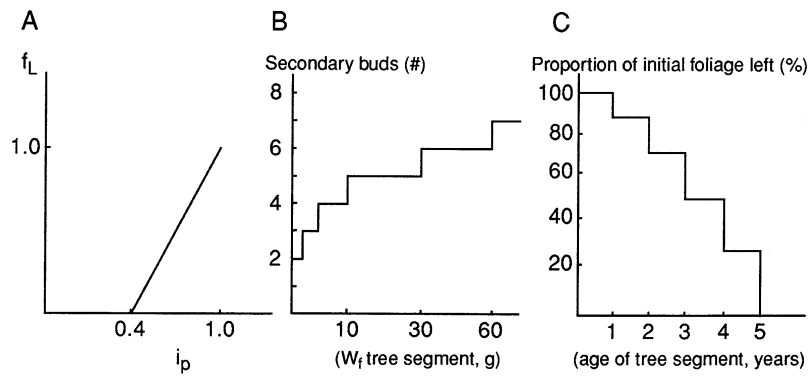 A
f_L
1.0
0.4
1.0
i_p
B
Secondary buds (#)
8
6
4
2
10
30
60
(W_f tree segment, g)
C
Proportion of initial foliage left (%)
100
80
60
40
20
1
2
3
4
5
(age of tree segment, years)